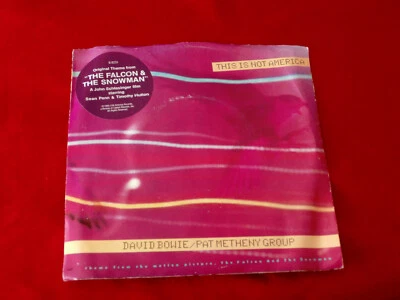 Original Theme from
"THE FALCON &
THE SNOWMAN"
A John Schlesinger film
starring
Sean Penn & Timothy Hutton
THIS IS NOT AMERICA
DAVID BOWIE/PAT METHENY GROUP
theme from the motion picture, The Falcon And The Snowman